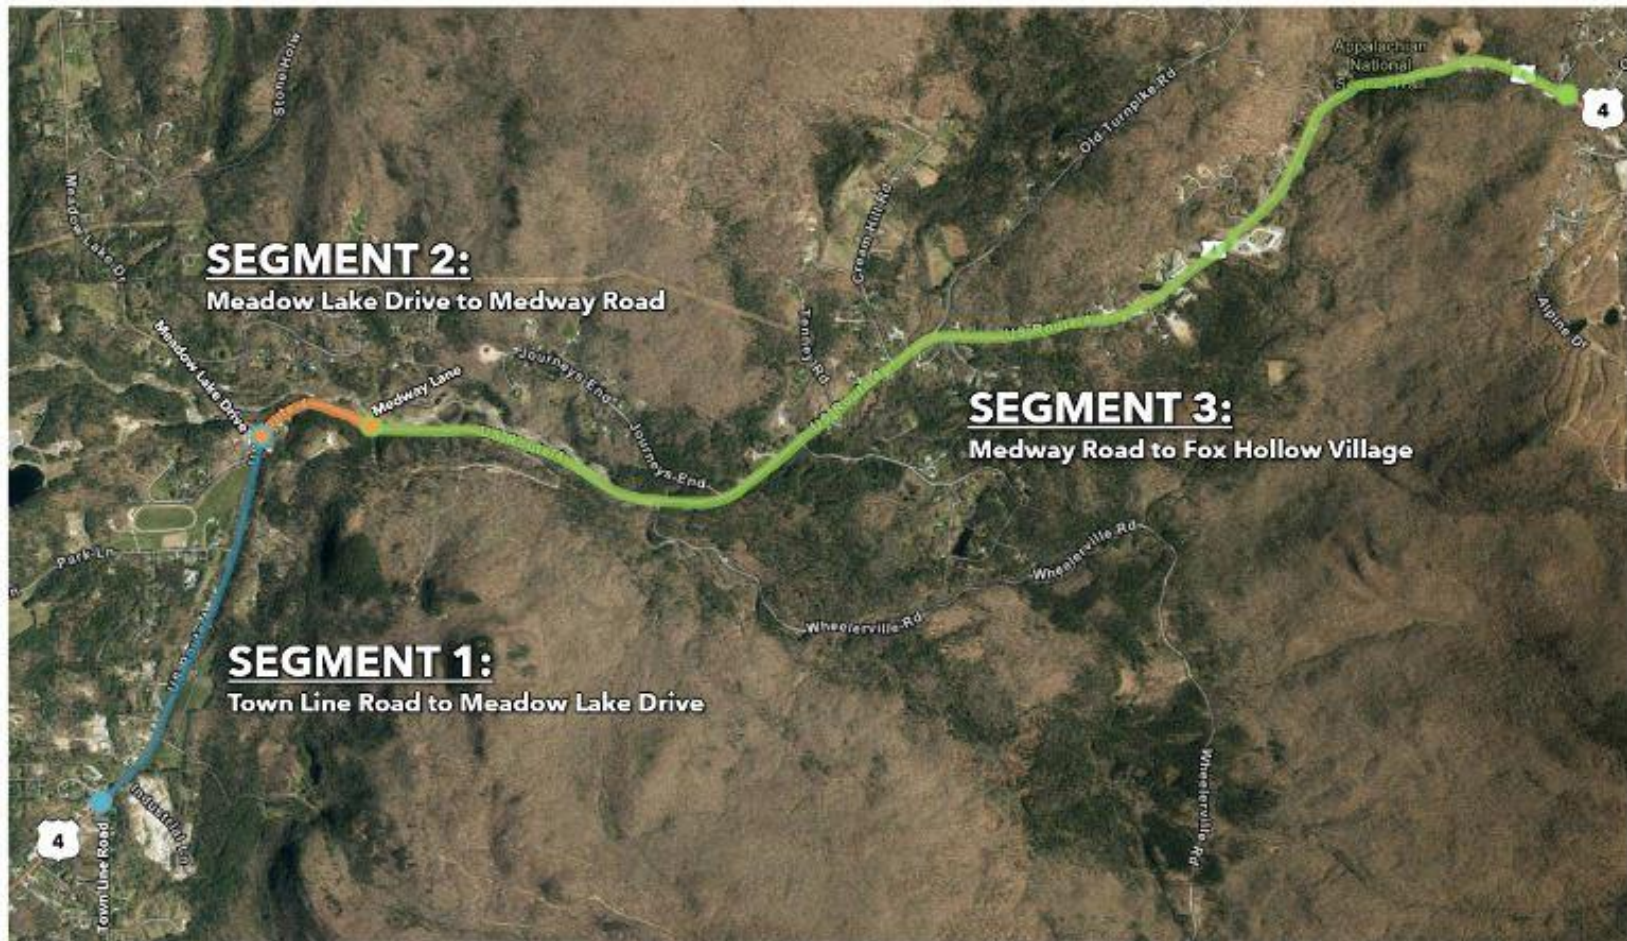 Stone Holw
Appalachian
National
4
Old Turnpike Rd
Meadow Lake Dr
Cream Hill Rd
SEGMENT 2:
Meadow Lake Drive to Medway Road
Alpine Dr
Tenney Rd
Meadow Lake Drive
Medway Lane
Journeys End
SEGMENT 3:
Medway Road to Fox Hollow Village
Journeys End
Park Ln
Wheelerville Rd
Wheelerville Rd
SEGMENT 1:
Town Line Road to Meadow Lake Drive
Wheelerville Rd
Industrial Ln
4
Town Line Road